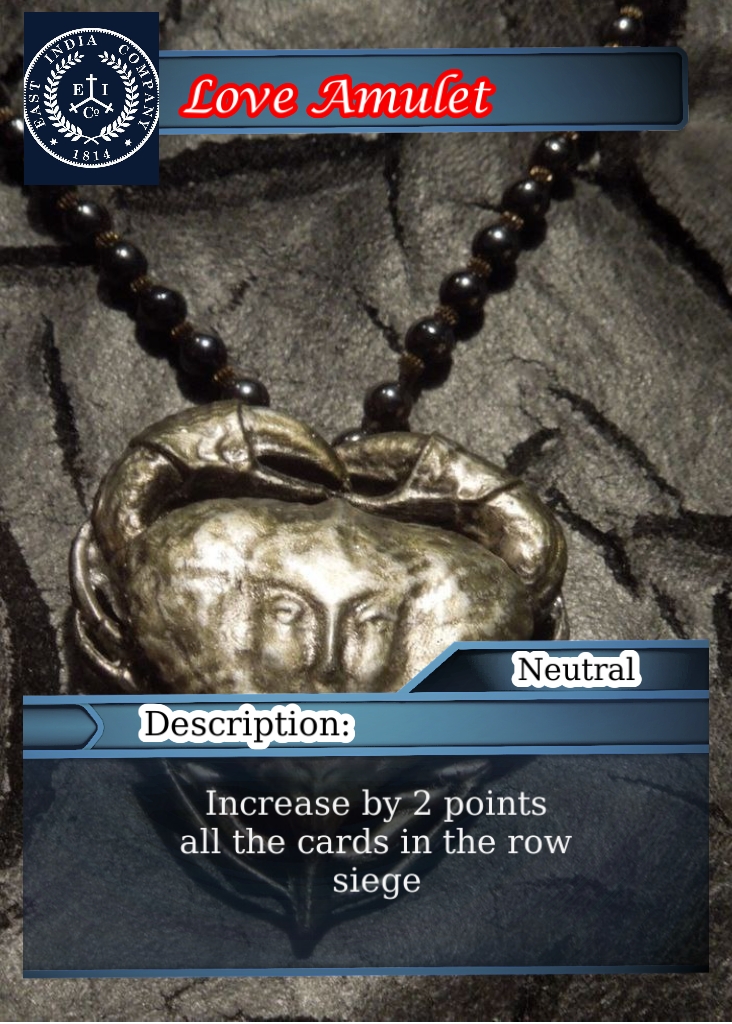 EAST INDIA COMPANY
E I
Co
1814
Love Amulet
Neutral
Description:
Increase by 2 points
all the cards in the row
siege